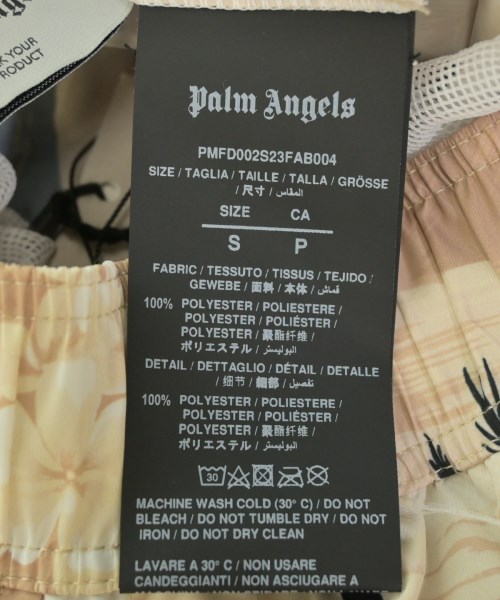 K YOUR
PRODUCT
Palm Angels
PMFD002S23FAB004
SIZE / TAGLIA / TAILLE / TALLA / GRÖSSE
/ 尺寸 / المقاس
SIZE CA
S P
FABRIC / TESSUTO / TISSUS / TEJIDO /
GEWEBE / 面料 / 本体 / قماش
100% POLYESTER / POLIESTERE /
POLYESTER / POLIÉSTER /
POLYESTER / 聚酯纤维 /
ポリエステル / البوليستر
DETAIL / DETTAGLIO / DÉTAIL / DETALLE
/ 细节 / 細部 / تفصيل
100% POLYESTER / POLIESTERE /
POLYESTER / POLIÉSTER /
POLYESTER / 聚酯纤维 /
ポリエステル / البوليستر
30
MACHINE WASH COLD (30° C) / DO NOT
BLEACH / DO NOT TUMBLE DRY / DO NOT
IRON / DO NOT DRY CLEAN
LAVARE A 30° C / NON USARE
CANDEGGIANTI / NON ASCIUGARE